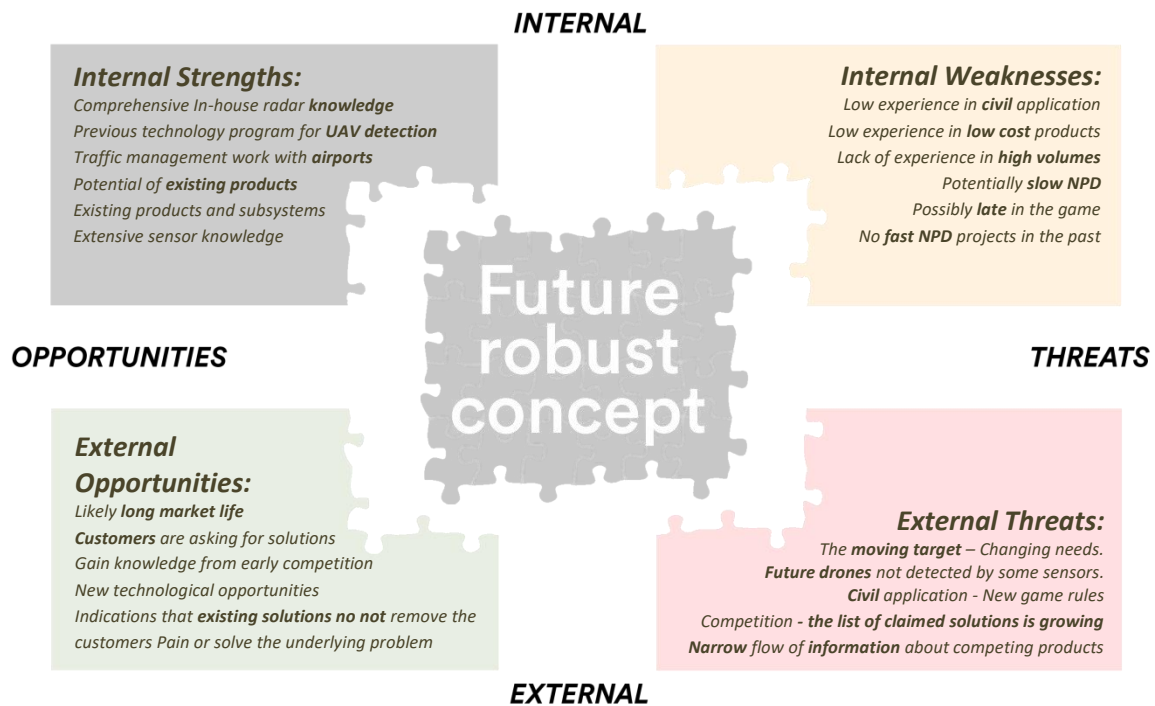 INTERNAL
Internal Strengths:
Comprehensive In-house radar knowledge
Previous technology program for UAV detection
Traffic management work with airports
Potential of existing products
Existing products and subsystems
Extensive sensor knowledge
Internal Weaknesses:
Low experience in civil application
Low experience in low cost products
Lack of experience in high volumes
Potentially slow NPD
Possibly late in the game
No fast NPD projects in the past
Future
robust
concept
OPPORTUNITIES
THREATS
External
Opportunities:
Likely long market life
Customers are asking for solutions
Gain knowledge from early competition
New technological opportunities
Indications that existing solutions no not remove the
customers Pain or solve the underlying problem
External Threats:
The moving target – Changing needs.
Future drones not detected by some sensors.
Civil application - New game rules
Competition - the list of claimed solutions is growing
Narrow flow of information about competing products
EXTERNAL